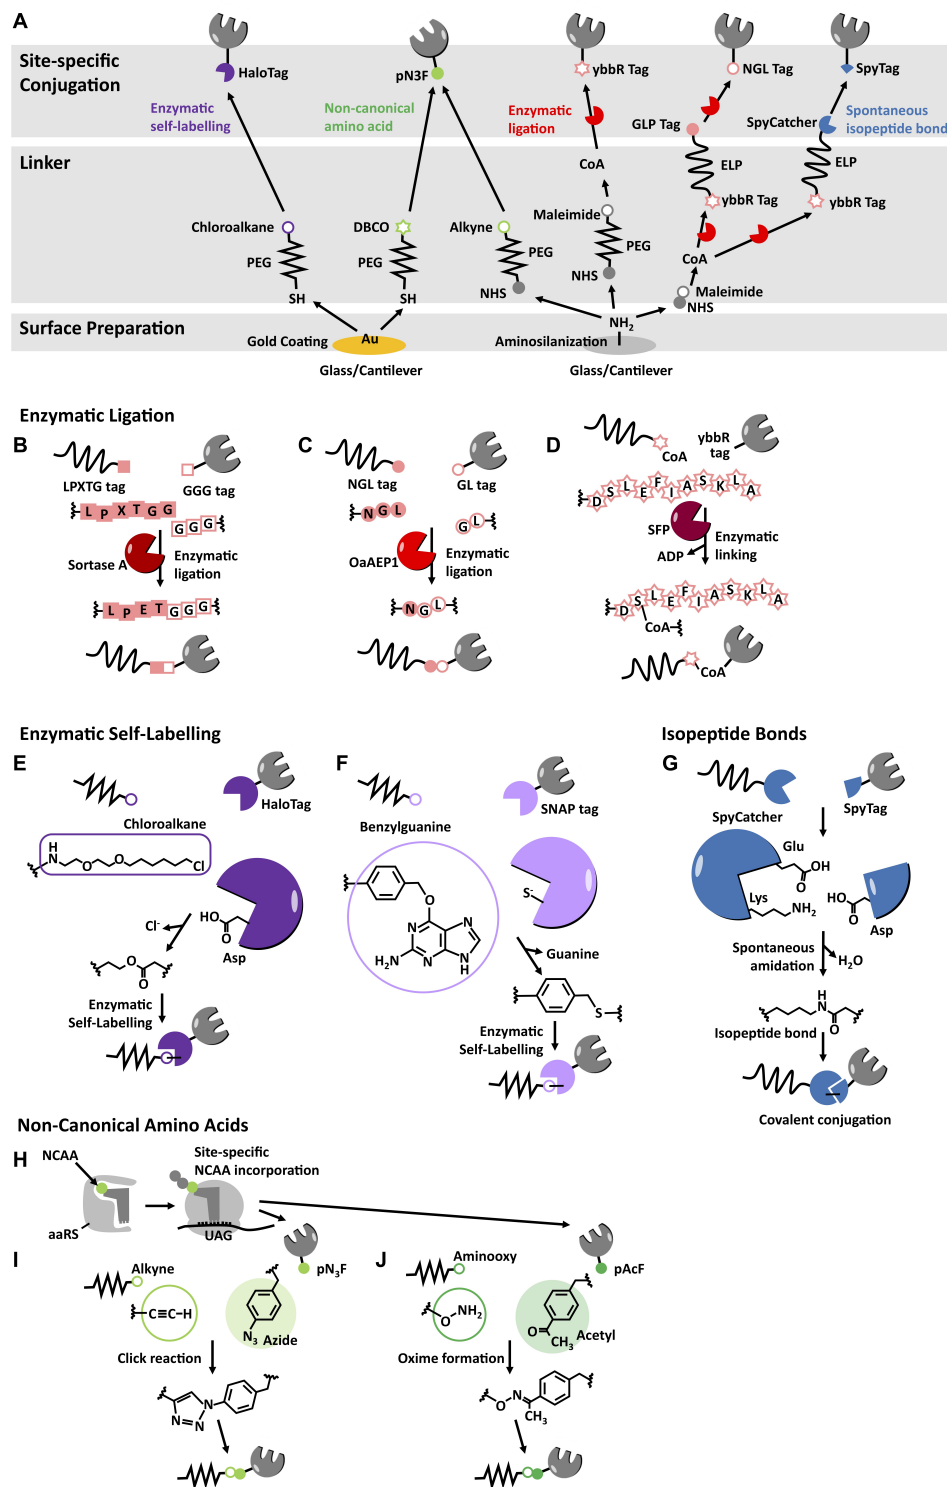 A
Site-specific
Conjugation
HaloTag
pN3F
ybbR Tag
NGL Tag
SpyTag
Enzymatic
self-labelling
Non-canonical
amino acid
Enzymatic
ligation
GLP Tag
SpyCatcher
Spontaneous
isopeptide bond
Linker
CoA
ELP
ELP
ybbR Tag
ybbR Tag
Chloroalkane
DBCO
Alkyne
Maleimide
PEG
PEG
PEG
PEG
CoA
NHS
SH
SH
NHS
Maleimide
NHS
Surface Preparation
NH2
Gold Coating
Au
Aminosilanization
Glass/Cantilever
Glass/Cantilever
Enzymatic Ligation
B
LPXTG tag
GGG tag
L P X T G G
G G G
Sortase A
Enzymatic
ligation
L P E T G G G
C
NGL tag
GL tag
N G L
G L
OaAEP1
Enzymatic
ligation
N G L
D
CoA
ybbR
tag
D S L E F I A S K L A
SFP
ADP
Enzymatic
linking
D S L E F I A S K L A
CoA
CoA
Enzymatic Self-Labelling
E
HaloTag
Chloroalkane
H
N
O
O
Cl
HO
O
Asp
Cl-
O
O
Enzymatic
Self-Labelling
F
SNAP tag
Benzylguanine
O
N
N
H2N
N
N
H
S-
Guanine
S
Enzymatic
Self-Labelling
Isopeptide Bonds
G
SpyCatcher
SpyTag
Glu
OH
O
Lys
NH2
HO
O
Asp
Spontaneous
amidation
H2O
H
N
O
Isopeptide bond
Covalent conjugation
Non-Canonical Amino Acids
H
NCAA
Site-specific
NCAA incorporation
aaRS
UAG
I
Alkyne
pN3F
C≡C-H
N3
Azide
Click reaction
N
N
N
J
Aminooxy
pAcF
O
NH2
O
CH3
Acetyl
Oxime formation
O
N
CH3